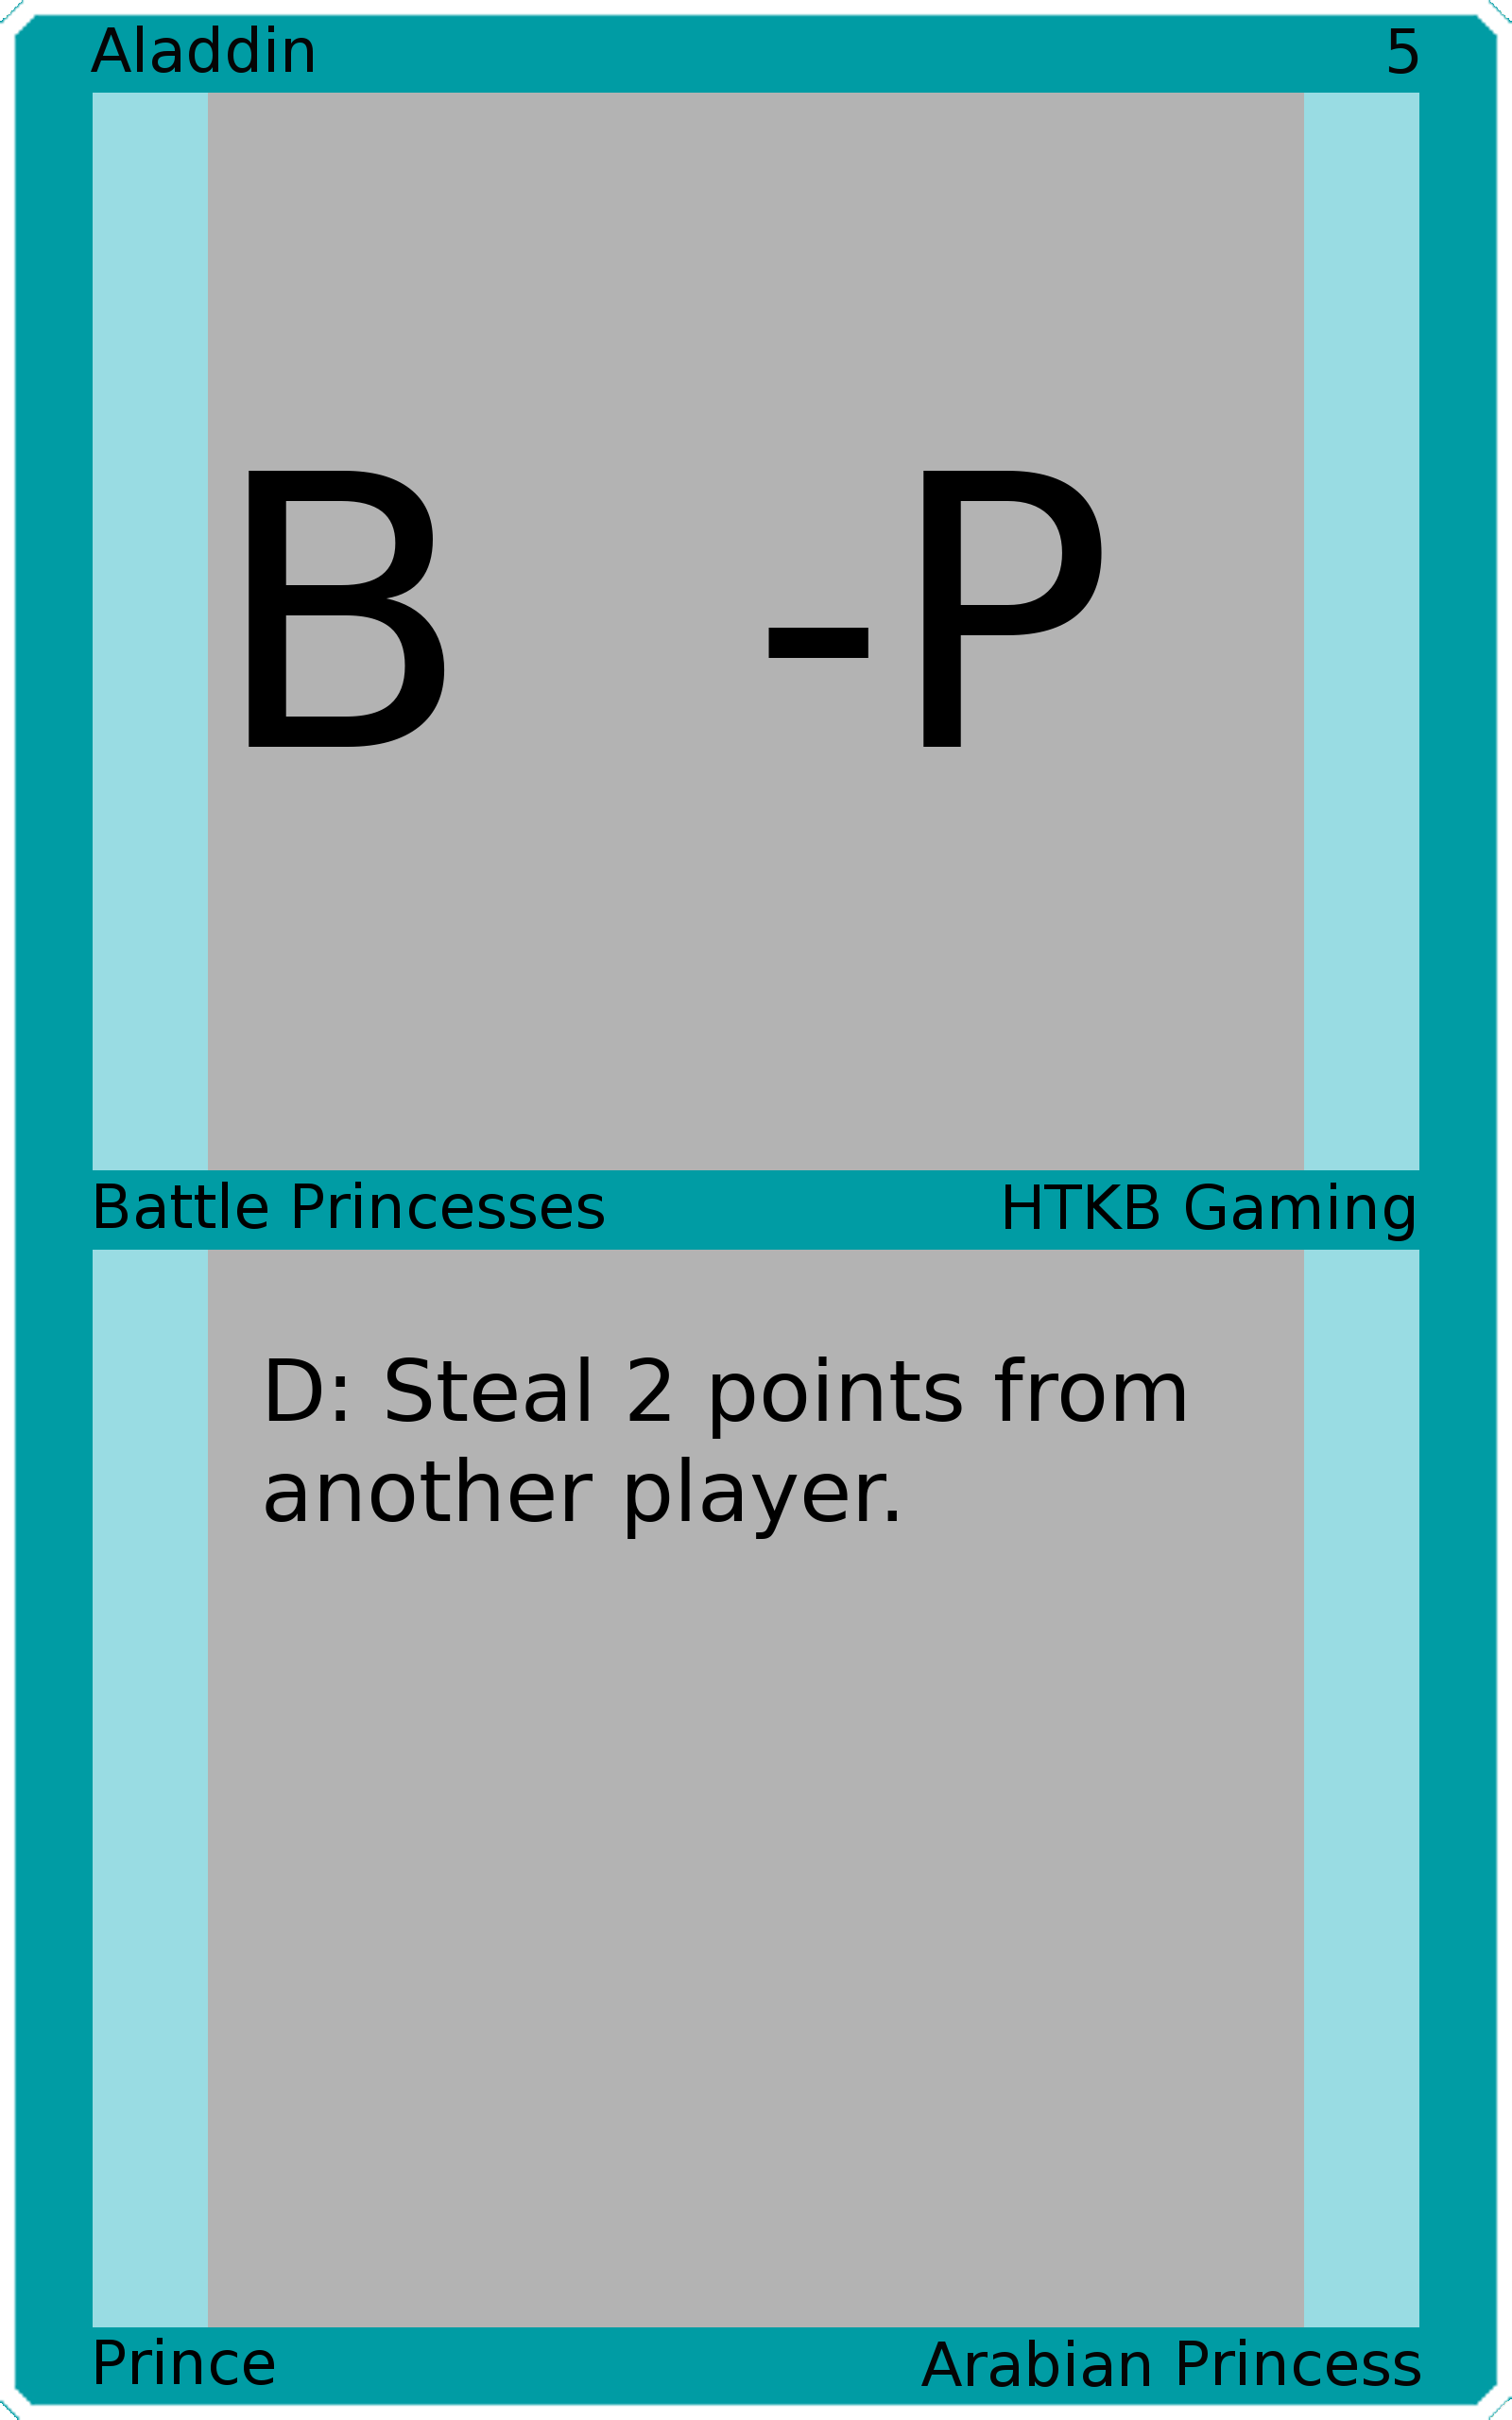 Aladdin 5
B -P
Battle Princesses HTKB Gaming
D: Steal 2 points from
another player.
Prince Arabian Princess